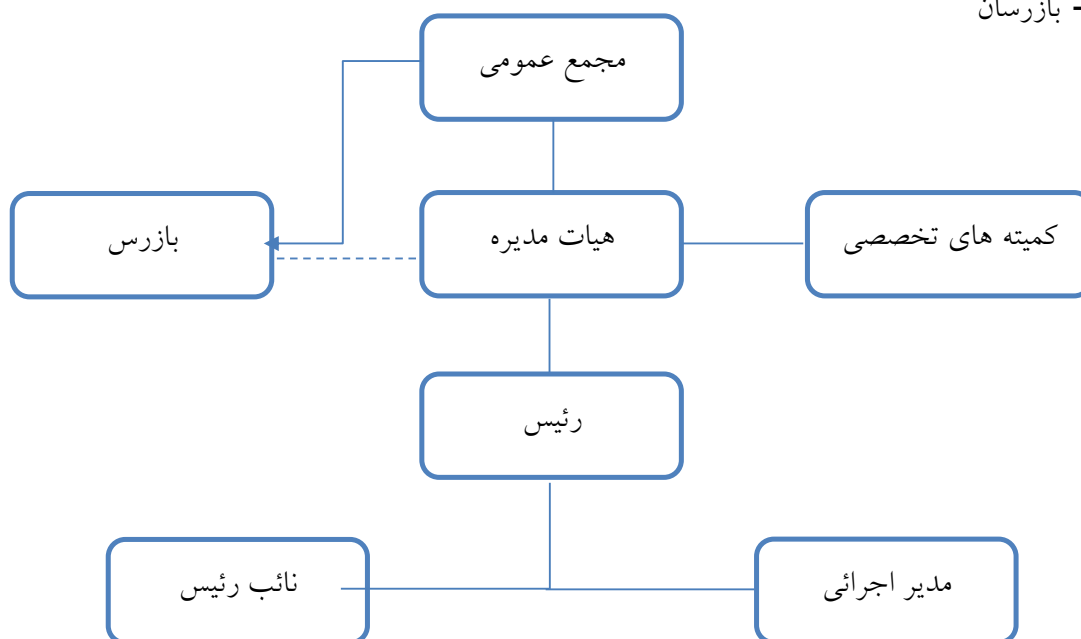 - بازرسان
مجمع عمومی
بازرس
هیات مدیره
کمیته های تخصصی
رئیس
نائب رئیس
مدیر اجرائی